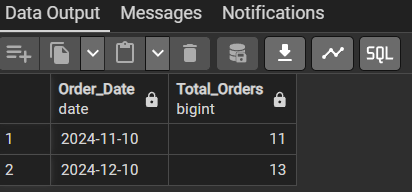 Data Output Messages Notifications
SQL
Order_Date Total_Orders
date bigint
1 2024-11-10 11
2 2024-12-10 13